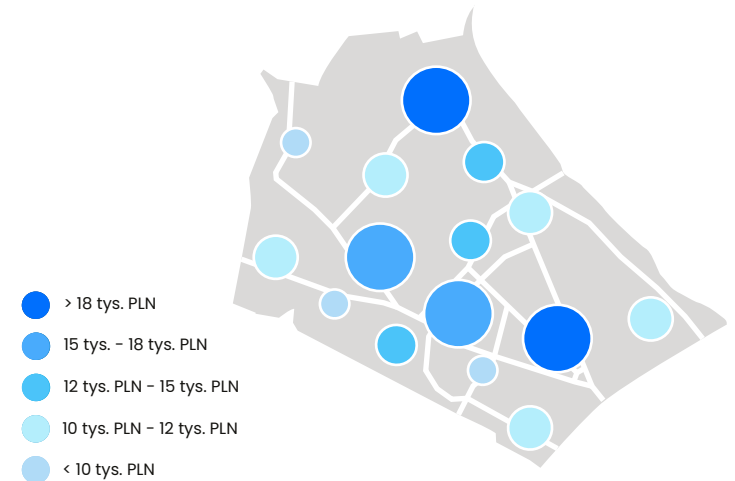 > 18 tys. PLN
15 tys. - 18 tys. PLN
12 tys. PLN - 15 tys. PLN
10 tys. PLN - 12 tys. PLN
< 10 tys. PLN